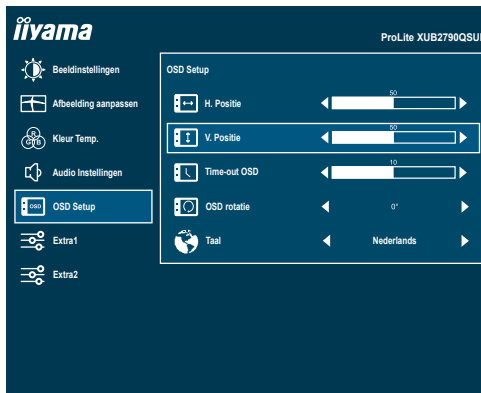 iiyama
ProLite XUB2790QSU
Beeldinstellingen
Afbeelding aanpassen
Kleur Temp.
R
G B
Audio Instellingen
OSD
OSD Setup
Extra1
Extra2
OSD Setup
H. Positie
50
V. Positie
50
Time-out OSD
10
OSD rotatie
0°
Taal
Nederlands